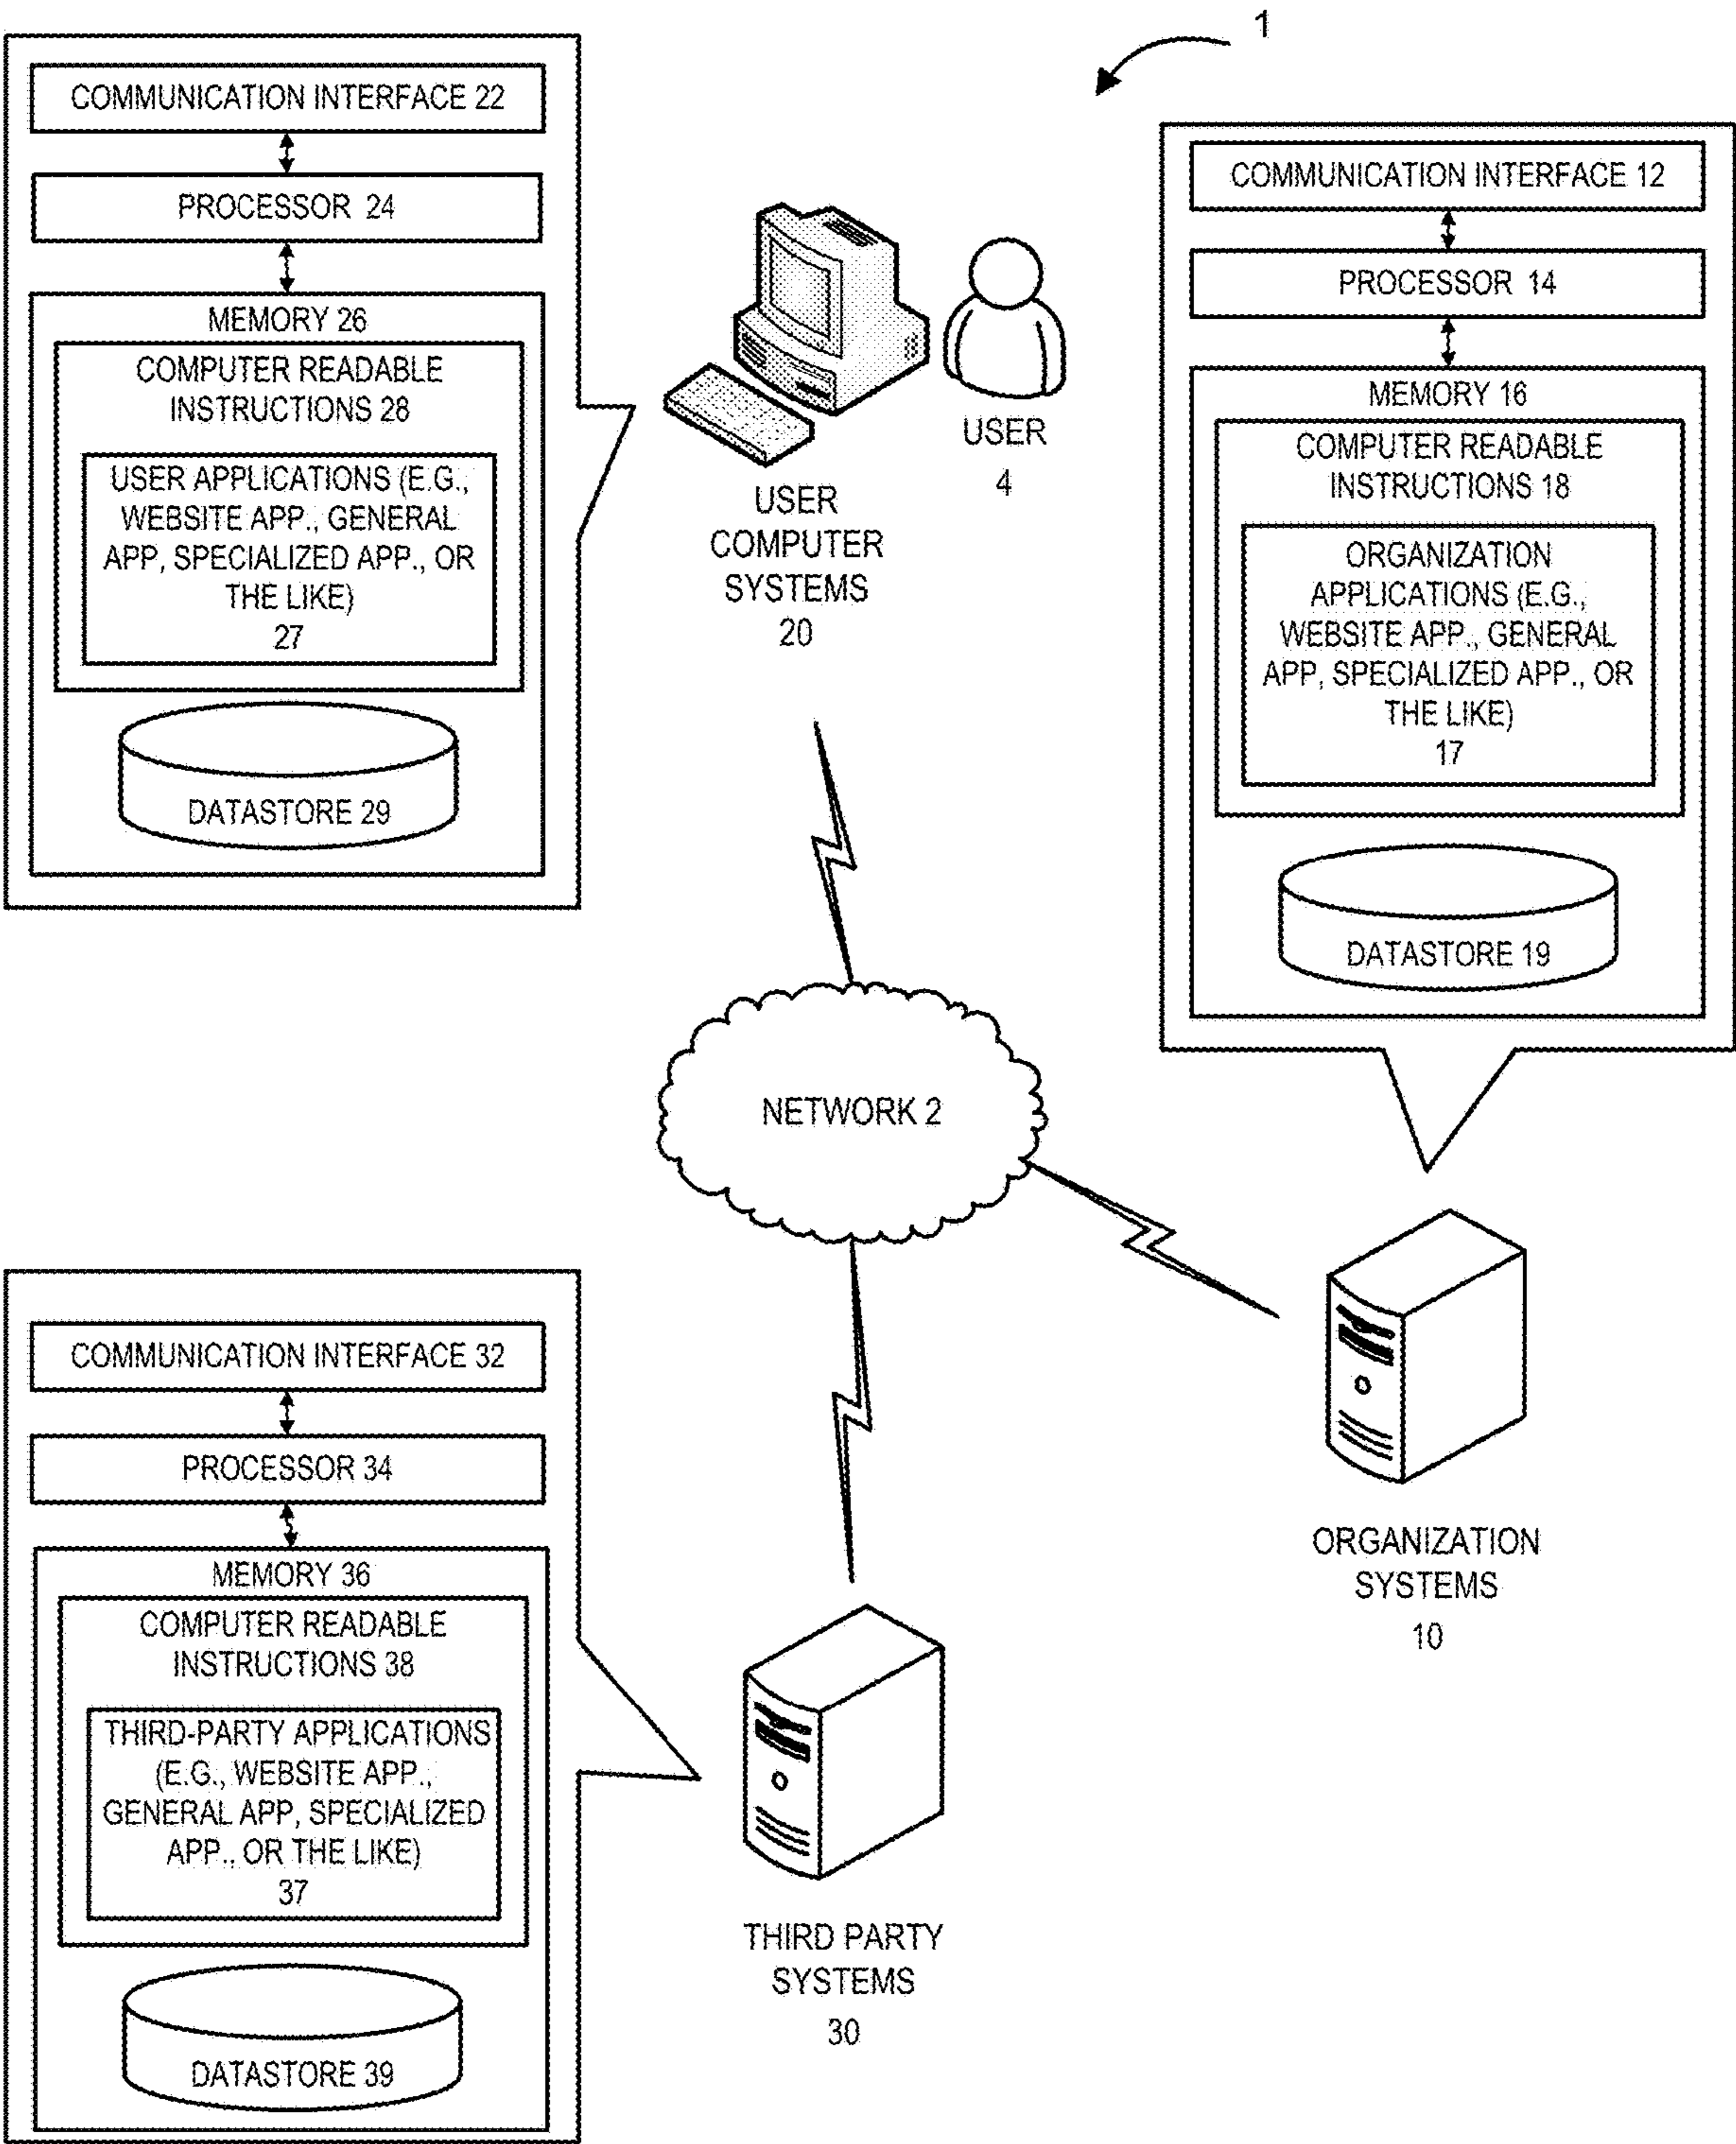 1
COMMUNICATION INTERFACE 22
PROCESSOR 24
MEMORY 26
COMPUTER READABLE
INSTRUCTIONS 28
USER APPLICATIONS (E.G.,
WEBSITE APP., GENERAL
APP, SPECIALIZED APP., OR
THE LIKE)
27
DATASTORE 29
USER
COMPUTER
SYSTEMS
20
USER
4
COMMUNICATION INTERFACE 12
PROCESSOR 14
MEMORY 16
COMPUTER READABLE
INSTRUCTIONS 18
ORGANIZATION
APPLICATIONS (E.G.,
WEBSITE APP., GENERAL
APP, SPECIALIZED APP., OR
THE LIKE)
17
DATASTORE 19
NETWORK 2
ORGANIZATION
SYSTEMS
10
COMMUNICATION INTERFACE 32
PROCESSOR 34
MEMORY 36
COMPUTER READABLE
INSTRUCTIONS 38
THIRD-PARTY APPLICATIONS
(E.G., WEBSITE APP.,
GENERAL APP, SPECIALIZED
APP., OR THE LIKE)
37
DATASTORE 39
THIRD PARTY
SYSTEMS
30